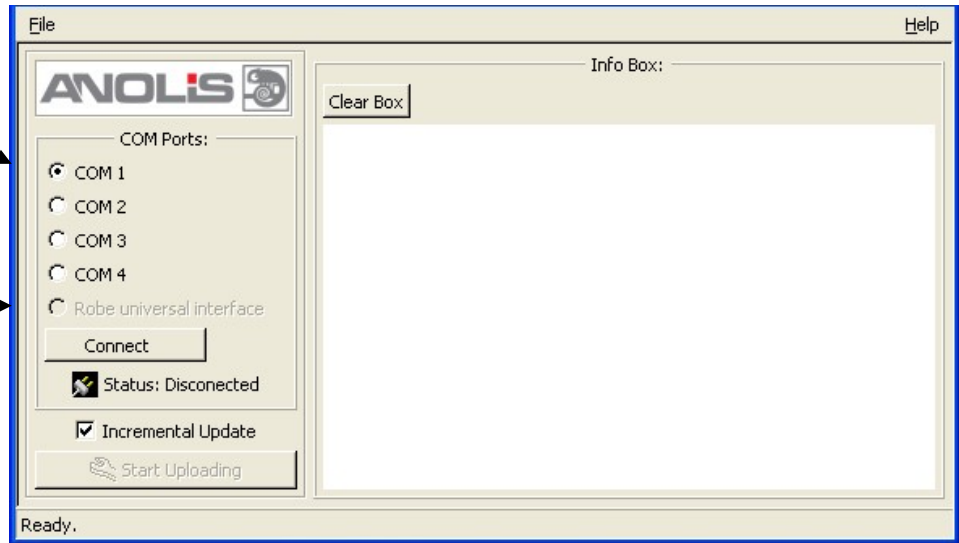 File
Help
ANOLiS
COM Ports:
COM 1
COM 2
COM 3
COM 4
Robe universal interface
Connect
Status: Disconected
Incremental Update
Start Uploading
Info Box:
Clear Box
Ready.